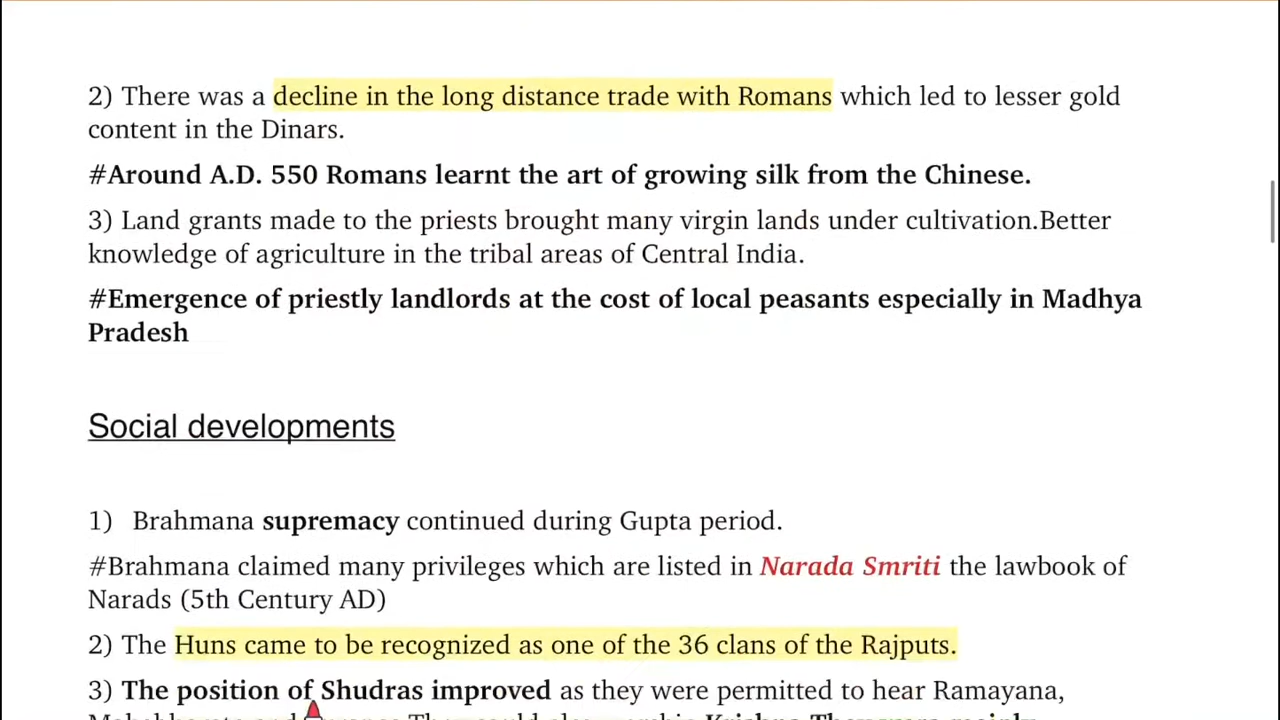 2) There was a decline in the long distance trade with Romans which led to lesser gold
content in the Dinars.
#Around A.D. 550 Romans learnt the art of growing silk from the Chinese.
3) Land grants made to the priests brought many virgin lands under cultivation.Better
knowledge of agriculture in the tribal areas of Central India.
#Emergence of priestly landlords at the cost of local peasants especially in Madhya
Pradesh
Social developments
1) Brahmana supremacy continued during Gupta period.
#Brahmana claimed many privileges which are listed in Narada Smriti the lawbook of
Narads (5th Century AD)
2) The Huns came to be recognized as one of the 36 clans of the Rajputs.
3) The position of Shudras improved as they were permitted to hear Ramayana,